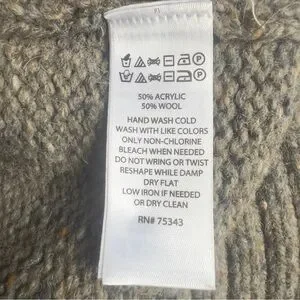 50% ACRYLIC
50% WOOL
HAND WASH COLD
WASH WITH LIKE COLORS
ONLY NON-CHLORINE
BLEACH WHEN NEEDED
DO NOT WRING OR TWIST
RESHAPE WHILE DAMP
DRY FLAT
LOW IRON IF NEEDED
OR DRY CLEAN
RN# 75343